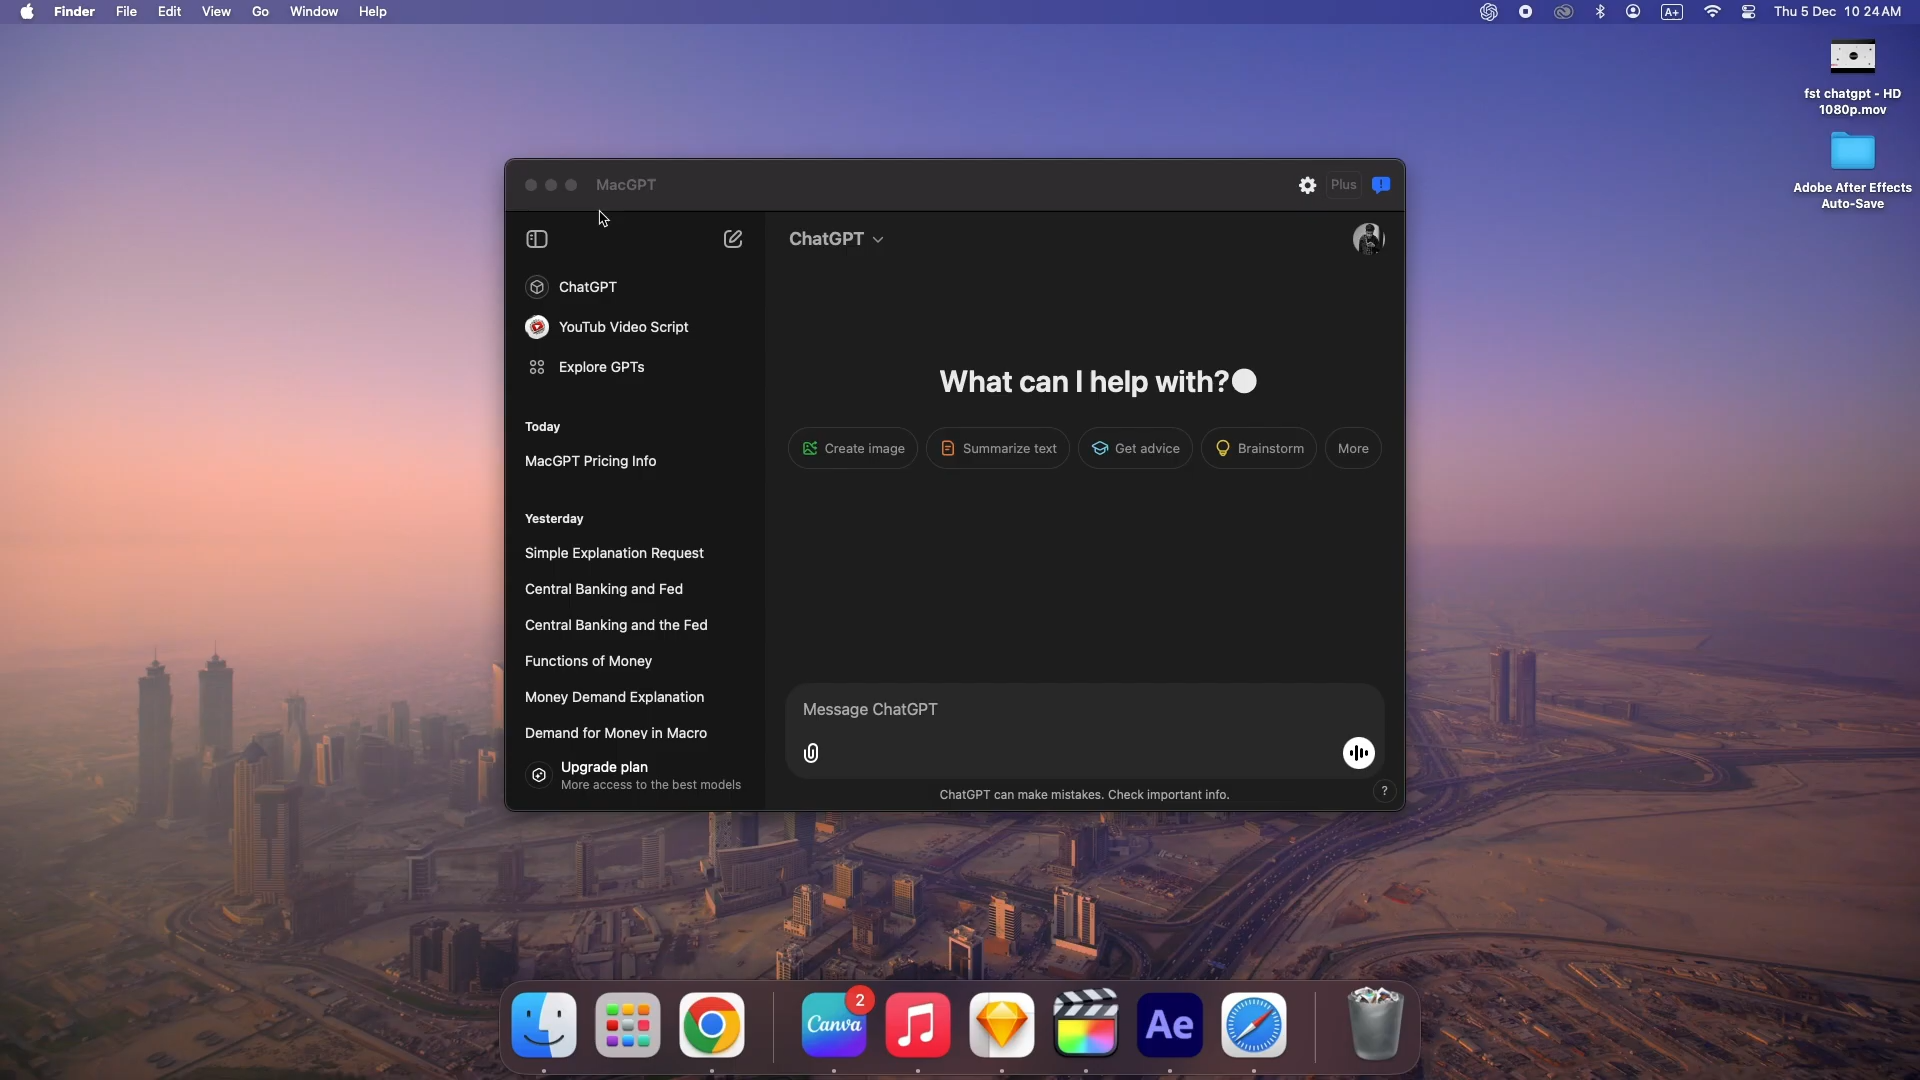 Finder File Edit View Go Window Help
A+ Thu 5 Dec 10 24 AM
fst chatgpt - HD
1080p.mov
Adobe After Effects
Auto-Save
MacGPT
Plus
ChatGPT
ChatGPT
YouTub Video Script
Explore GPTs
Today
MacGPT Pricing Info
Yesterday
Simple Explanation Request
Central Banking and Fed
Central Banking and the Fed
Functions of Money
Money Demand Explanation
Demand for Money in Macro
Upgrade plan
More access to the best models
What can I help with?
Create image
Summarize text
Get advice
Brainstorm
More
Message ChatGPT
ChatGPT can make mistakes. Check important info.
?
Canva
2
Ae